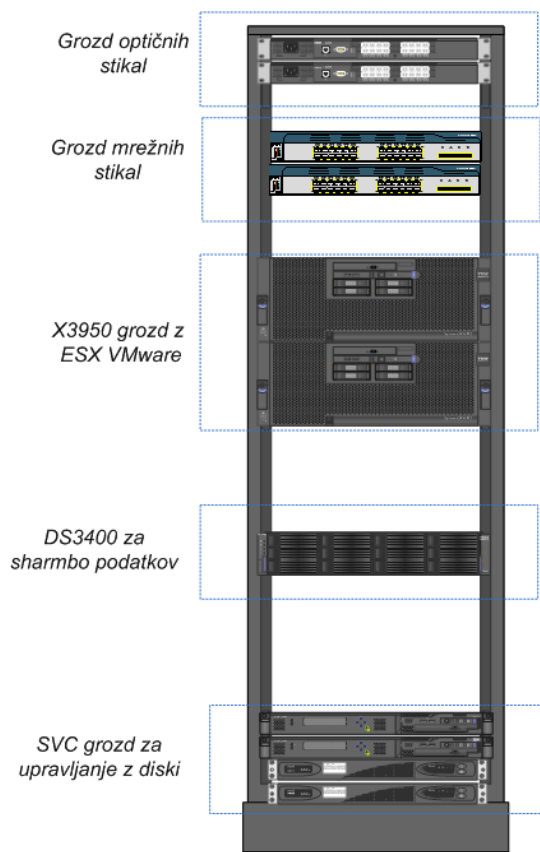 Grozd optičnih
stikal
Grozd mrežnih
stikal
X3950 grozd z
ESX VMware
DS3400 za
sharmbo podatkov
SVC grozd za
upravljanje z diski